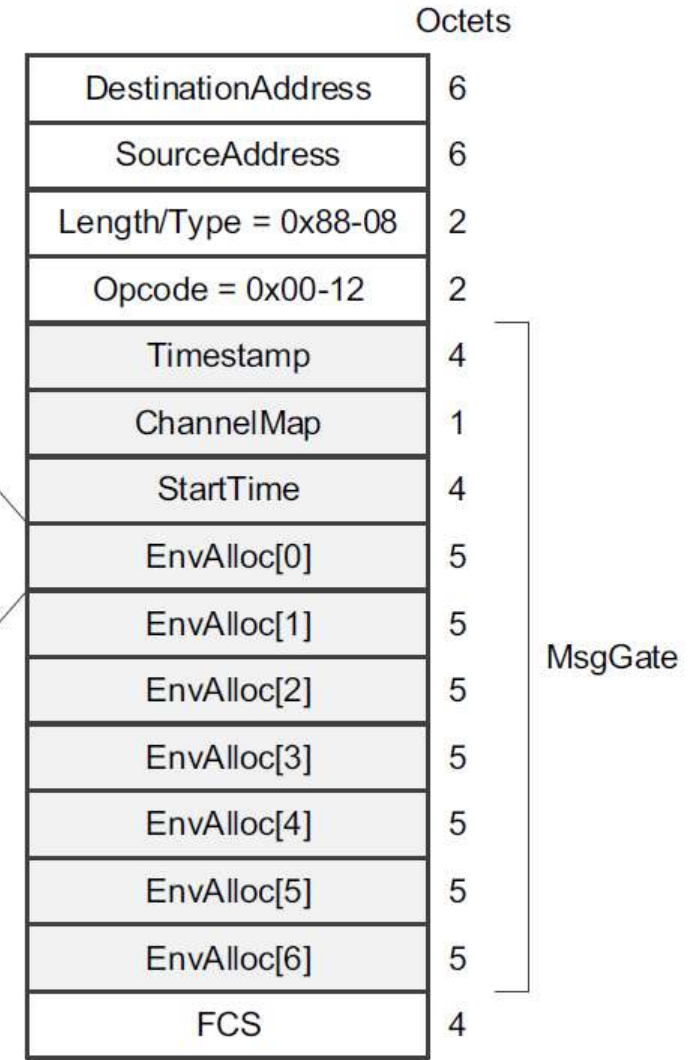 Octets
DestinationAddress 6
SourceAddress 6
Length/Type = 0x88-08 2
Opcode = 0x00-12 2
Timestamp 4
ChannelMap 1
StartTime 4
EnvAlloc[0] 5
EnvAlloc[1] 5
MsgGate
EnvAlloc[2] 5
EnvAlloc[3] 5
EnvAlloc[4] 5
EnvAlloc[5] 5
EnvAlloc[6] 5
FCS 4